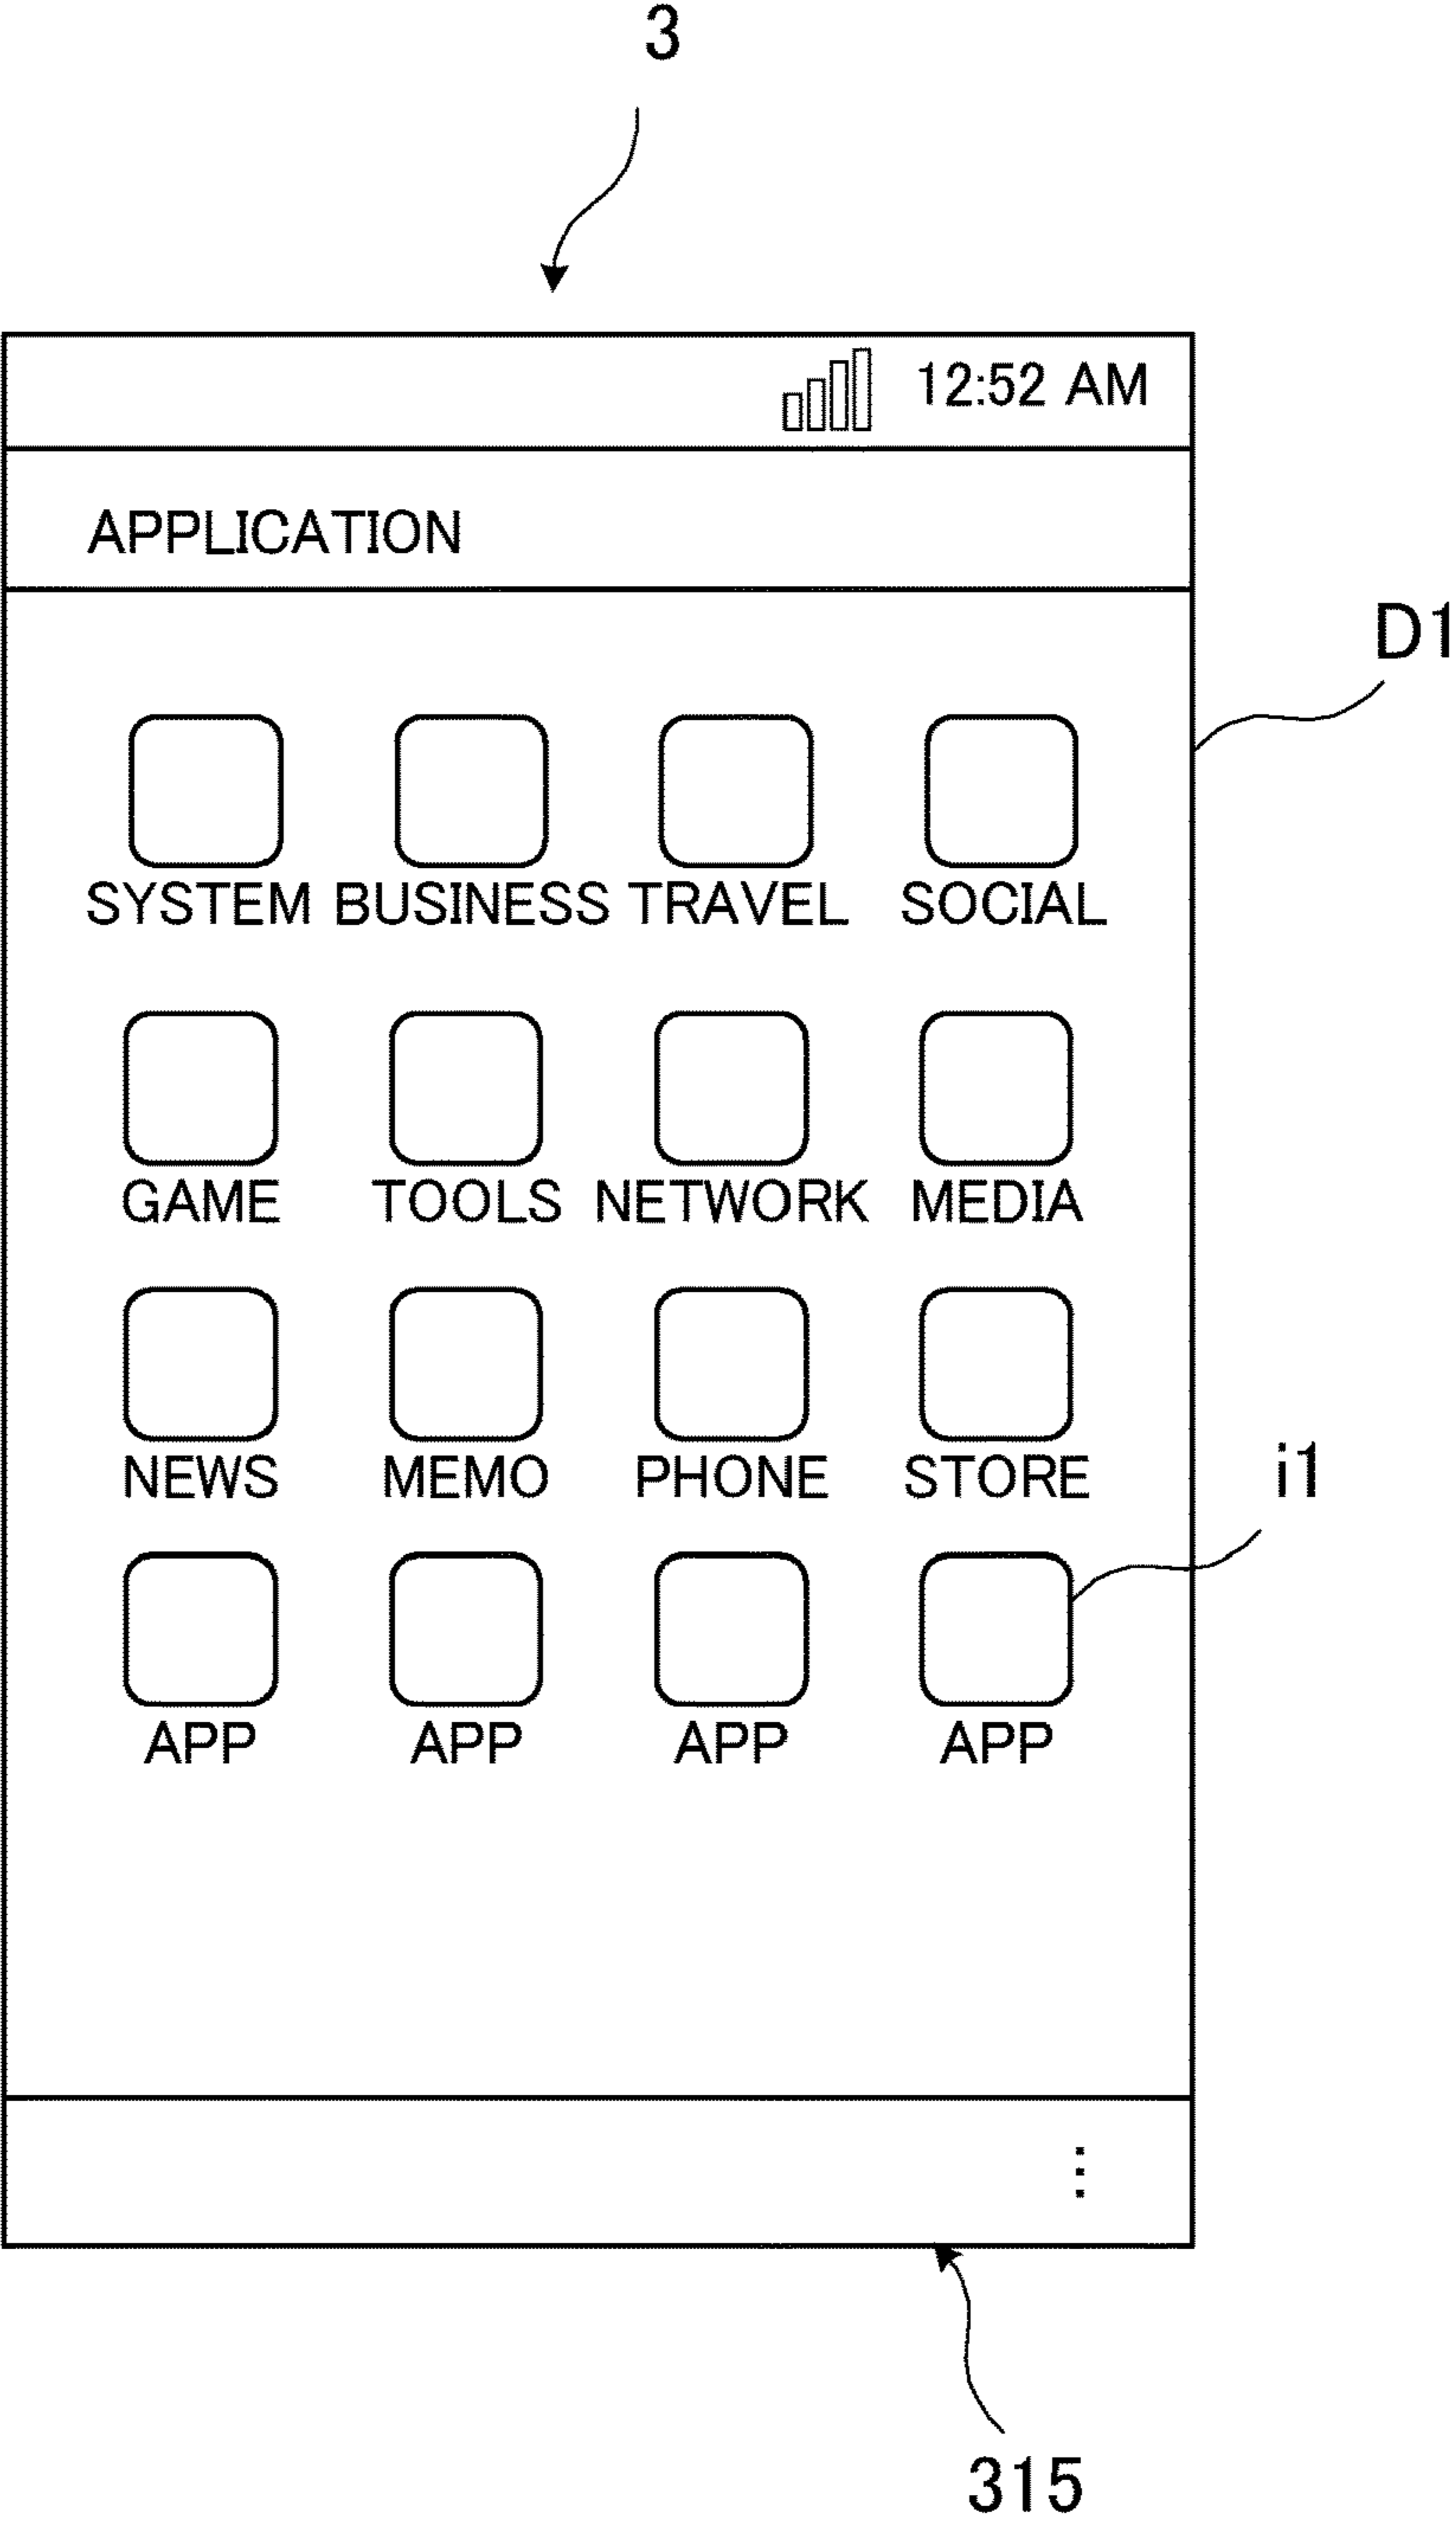 3
12:52 AM
APPLICATION
D1
SYSTEM BUSINESS TRAVEL SOCIAL
GAME TOOLS NETWORK MEDIA
NEWS MEMO PHONE STORE
i1
APP APP APP APP
315